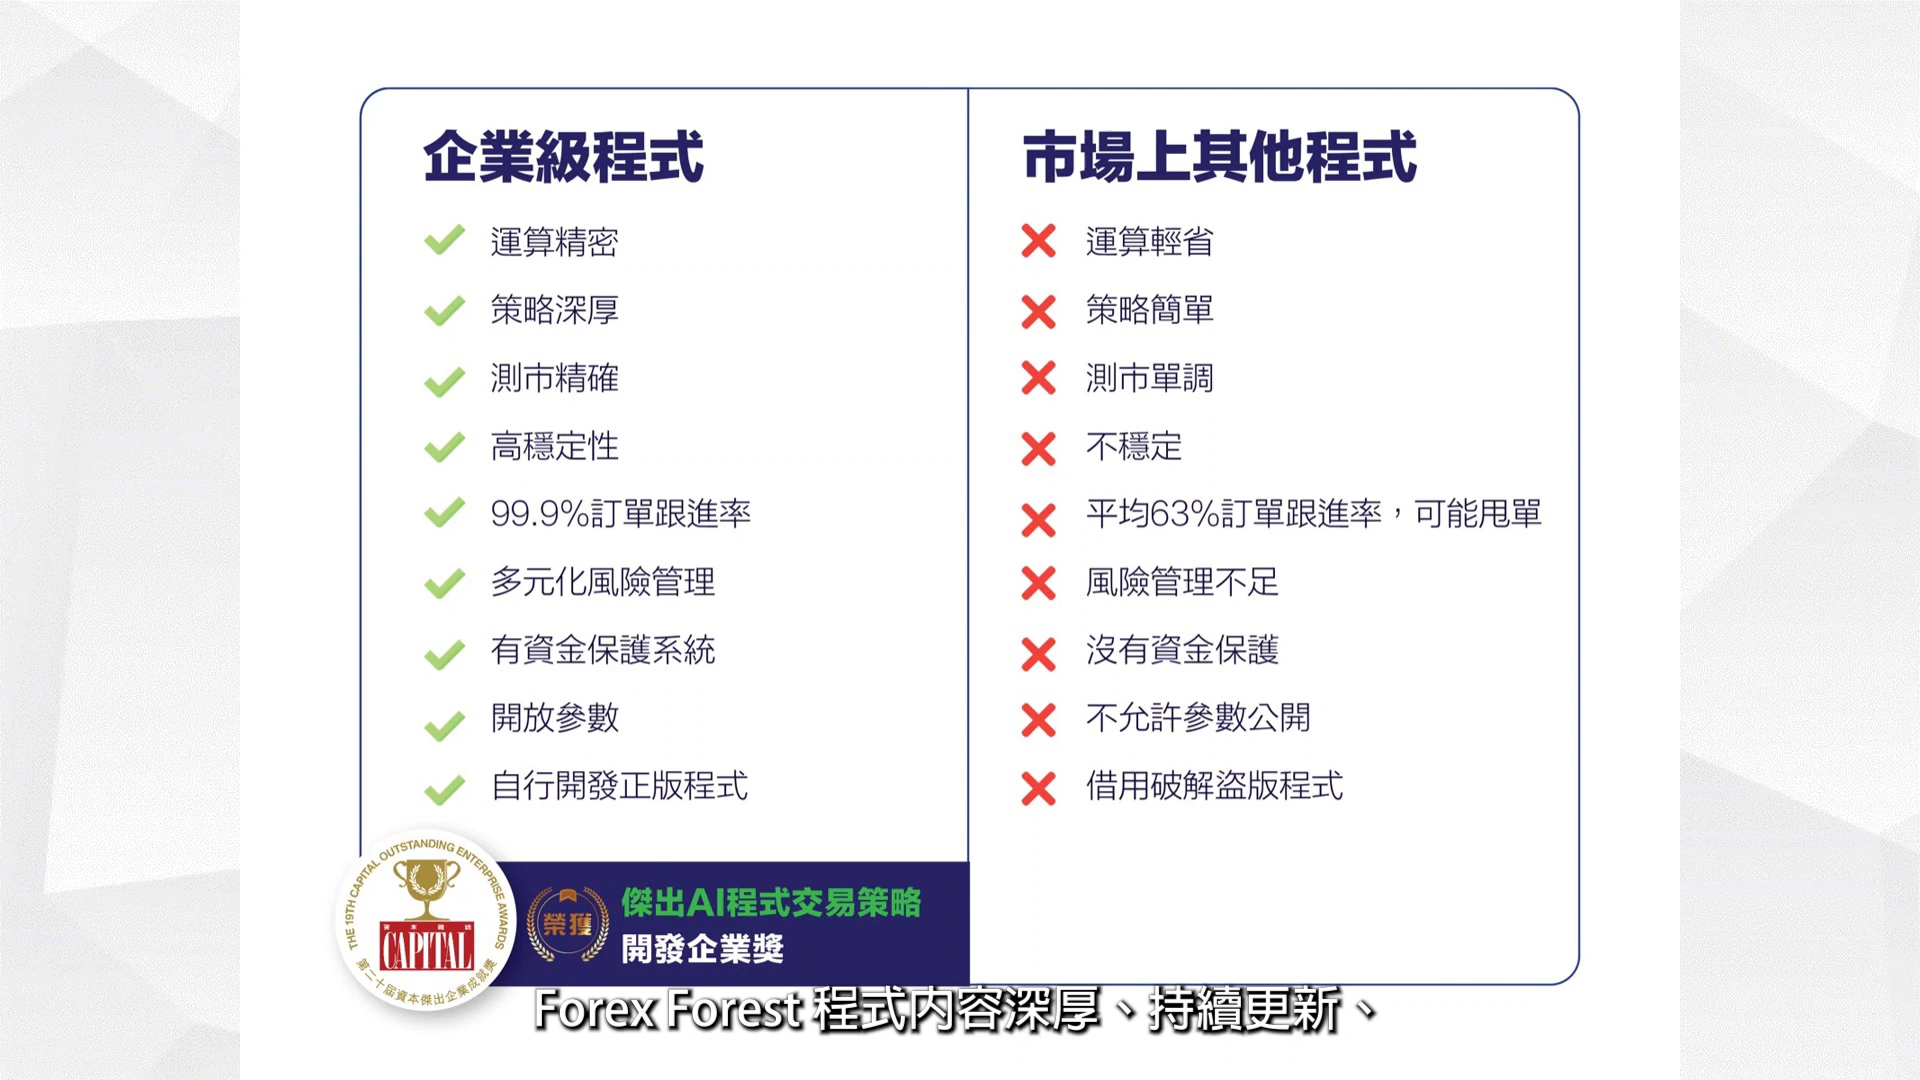 企業級程式
運算精密
策略深厚
測市精確
高穩定性
99.9%訂單跟進率
多元化風險管理
有資金保護系統
開放參數
自行開發正版程式
市場上其他程式
運算輕省
策略簡單
測市單調
不穩定
平均63%訂單跟進率，可能甩單
風險管理不足
沒有資金保護
不允許參數公開
借用破解盜版程式
THE 19TH CAPITAL OUTSTANDING ENTERPRISE AWARDS
資本雜誌
CAPITAL
第二十屆資本傑出企業成就獎
榮獲
傑出AI程式交易策略
開發企業獎
Forex Forest 程式内容深厚、持續更新、